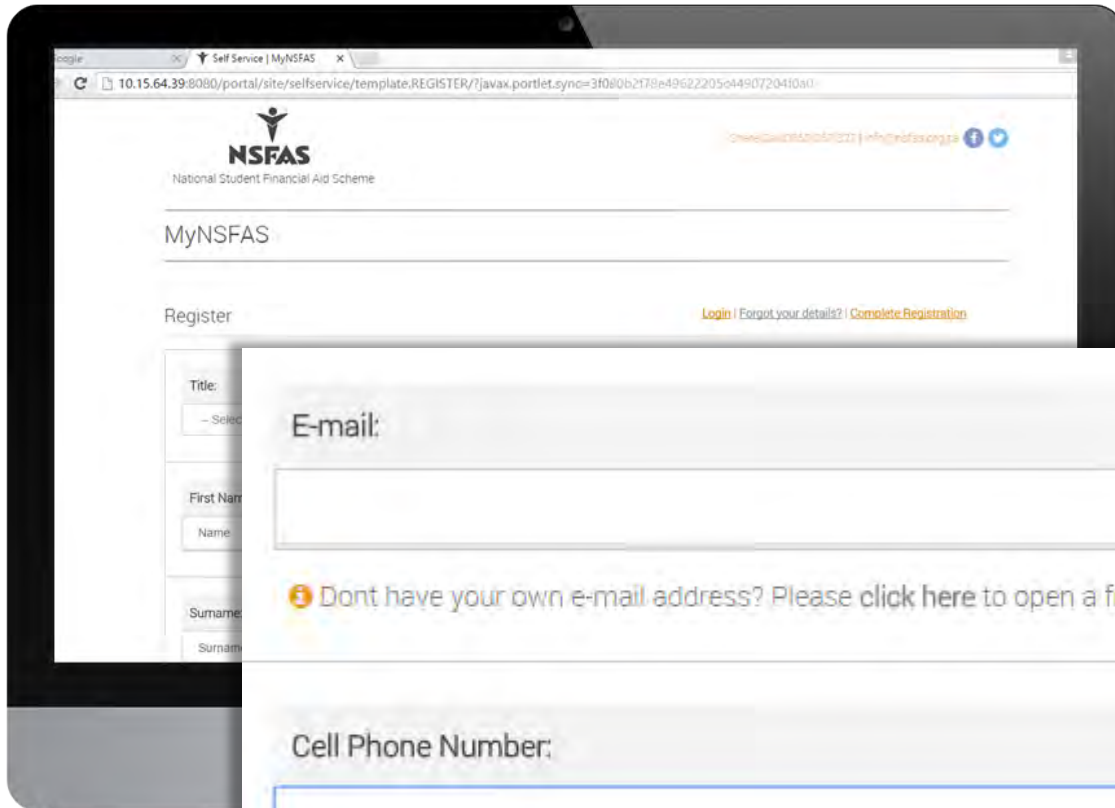 oogle
Self Service | MyNSFAS
10.15.64.39:8080/portal/site/selfservice/template.REGISTER/?javax.portlet.sync=
NSFAS
National Student Financial Aid Scheme
MyNSFAS
Register
Login | Forgot your details? | Complete Registration
Title:
-- Selec
First Nam
Name
Surname:
Surnam
E-mail:
Dont have your own e-mail address? Please click here to open a f
Cell Phone Number: